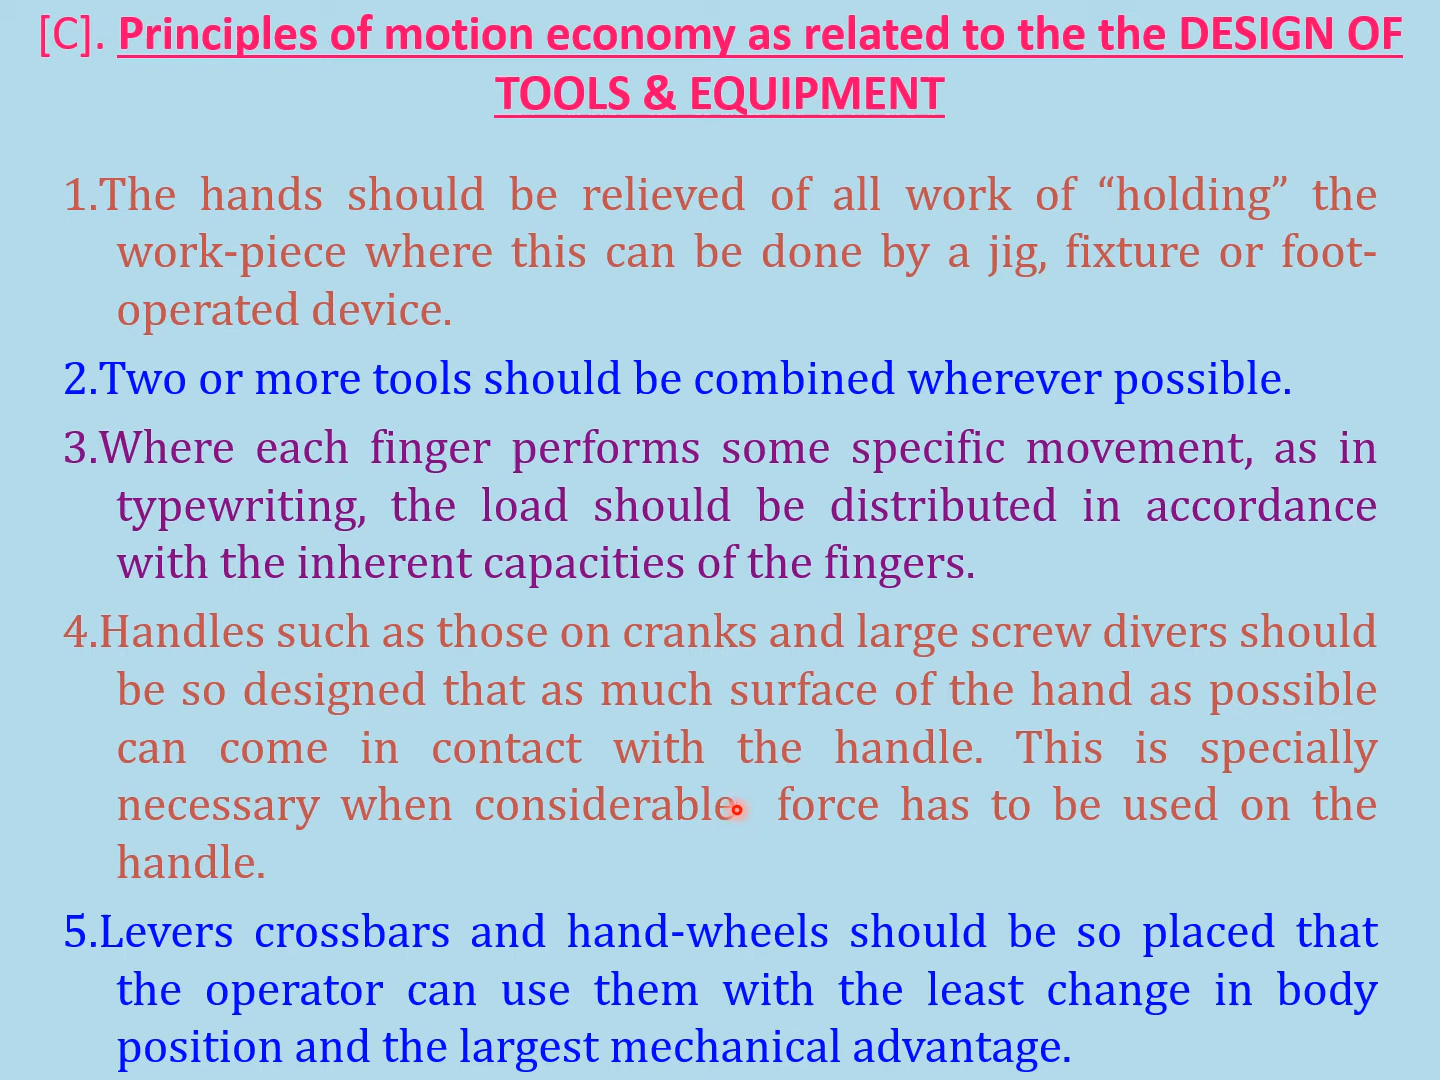 [C]. Principles of motion economy as related to the the DESIGN OF
TOOLS & EQUIPMENT
1.The hands should be relieved of all work of “holding” the
work-piece where this can be done by a jig, fixture or foot-
operated device.
2.Two or more tools should be combined wherever possible.
3.Where each finger performs some specific movement, as in
typewriting, the load should be distributed in accordance
with the inherent capacities of the fingers.
4.Handles such as those on cranks and large screw divers should
be so designed that as much surface of the hand as possible
can come in contact with the handle. This is specially
necessary when considerable force has to be used on the
handle.
5.Levers crossbars and hand-wheels should be so placed that
the operator can use them with the least change in body
position and the largest mechanical advantage.